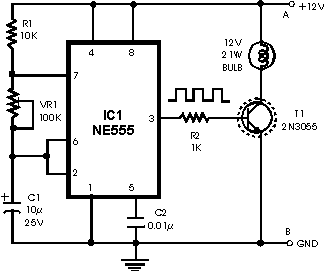 +12V
A
R1
10K
4
8
12V
21W
BULB
7
VR1
100K
IC1
NE555
3
T1
2N3055
R2
1K
6
2
+
C1
10µ
25V
1
5
C2
0.01µ
B
GND